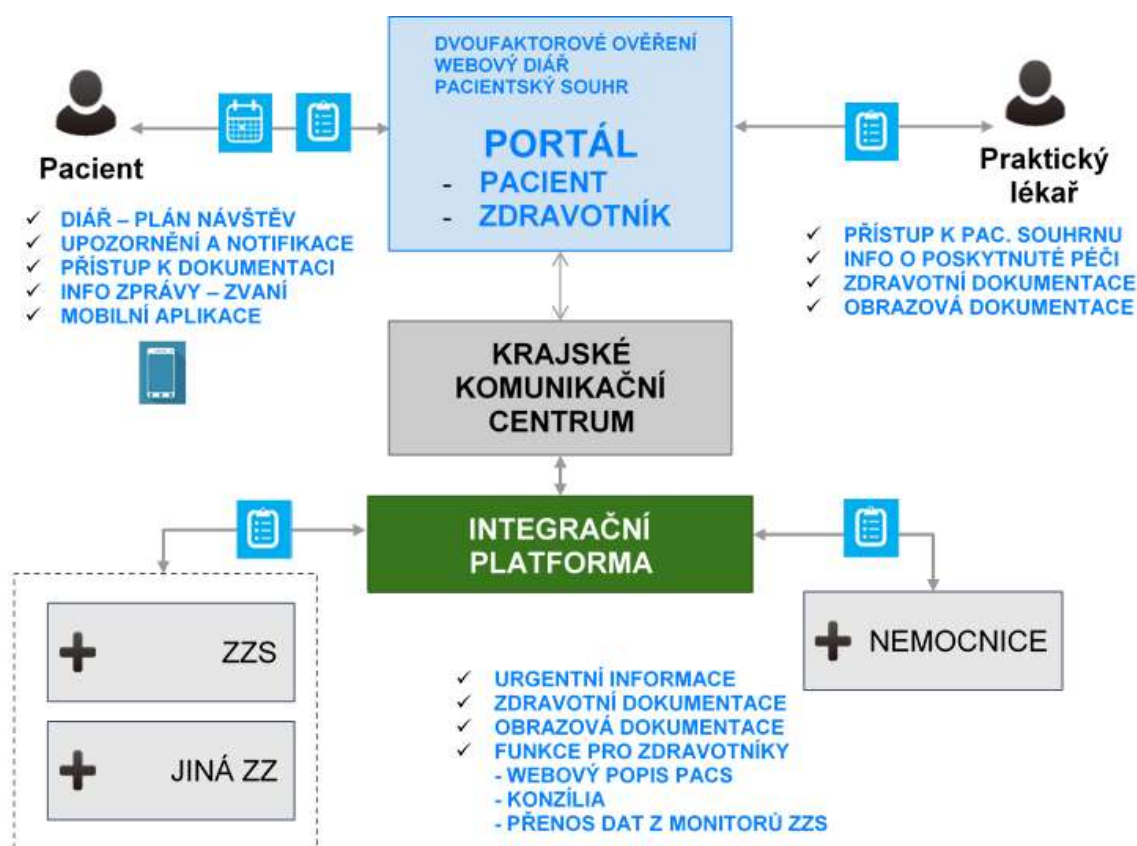 DVOUFAKTOROVÉ OVĚŘENÍ
WEBOVÝ DIÁŘ
PACIENTSKÝ SOUHR
PORTÁL
- PACIENT
- ZDRAVOTNÍK
Pacient
✓ DIÁŘ – PLÁN NÁVŠTĚV
✓ UPOZORNĚNÍ A NOTIFIKACE
✓ PŘÍSTUP K DOKUMENTACI
✓ INFO ZPRÁVY – ZVANÍ
✓ MOBILNÍ APLIKACE
Praktický
lékař
✓ PŘÍSTUP K PAC. SOUHRNU
✓ INFO O POSKYTNUTÉ PÉČI
✓ ZDRAVOTNÍ DOKUMENTACE
✓ OBRAZOVÁ DOKUMENTACE
KRAJSKÉ
KOMUNIKAČNÍ
CENTRUM
INTEGRAČNÍ
PLATFORMA
ZZS
JINÁ ZZ
NEMOCNICE
✓ URGENTNÍ INFORMACE
✓ ZDRAVOTNÍ DOKUMENTACE
✓ OBRAZOVÁ DOKUMENTACE
✓ FUNKCE PRO ZDRAVOTNÍKY
- WEBOVÝ POPIS PACS
- KONZÍLIA
- PŘENOS DAT Z MONITORŮ ZZS